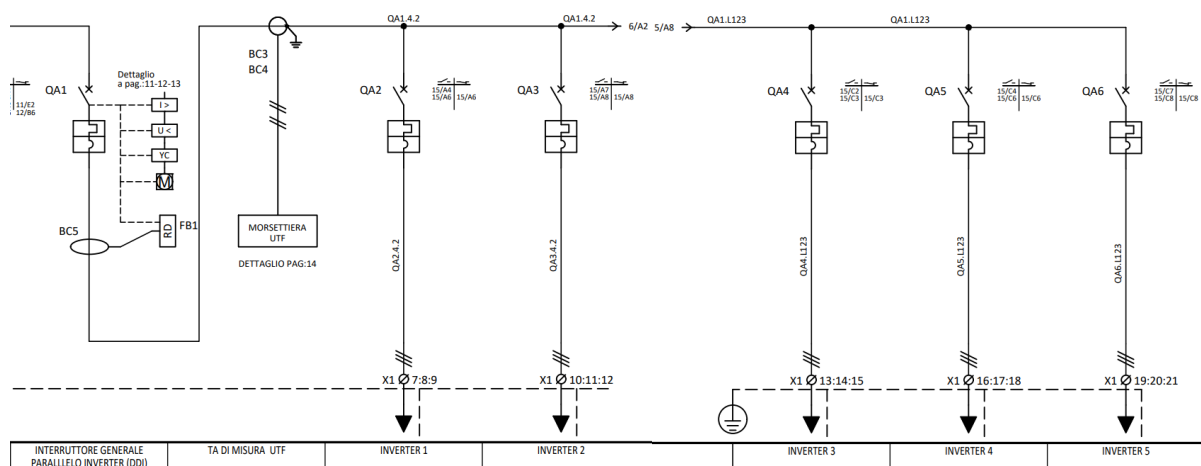 QA1.4.2
QA1.4.2
6/A2
5/A8
QA1.L123
QA1.L123
BC3
BC4
Dettaglio
a pag.:11-12-13
QA1
11/E2
12/B6
I >
U <
YC
M
RD
FB1
BC5
MORSETTIERA
UTF
DETTAGLIO PAG:14
QA2
15/A4
15/A6
15/A6
QA3
15/A7
15/A8
15/A8
QA4
15/C2
15/C3
15/C3
QA5
15/C4
15/C6
15/C6
QA6
15/C7
15/C8
15/C8
QA2.4.2
QA3.4.2
QA4.L123
QA5.L123
QA6.L123
X1 7:8:9
X1 10:11:12
X1 13:14:15
X1 16:17:18
X1 19:20:21
INTERRUTTORE GENERALE
PARALLELO INVERTER (DDI)
TA DI MISURA UTF
INVERTER 1
INVERTER 2
INVERTER 3
INVERTER 4
INVERTER 5